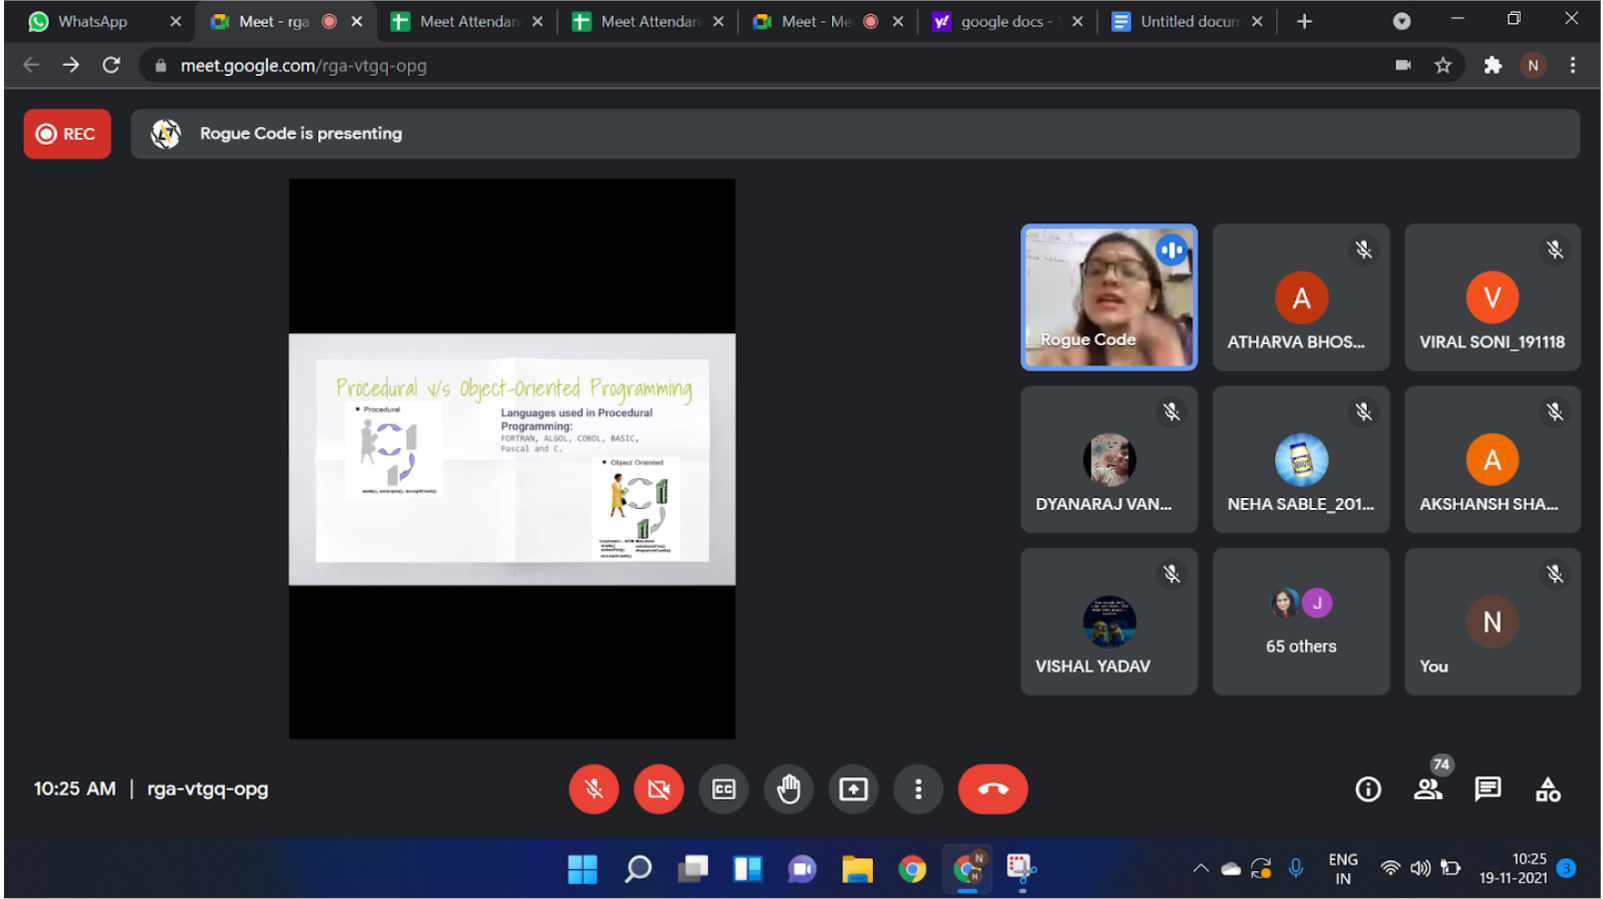 WhatsApp
Meet - rga
Meet Attendan
Meet Attendan
Meet - Me
google docs -
Untitled docum
meet.google.com/rga-vtgq-opg
N
REC
Rogue Code is presenting
Procedural v/s Object-Oriented Programming
Procedural
Languages used in Procedural
Programming:
FORTRAN, ALGOL, COBOL, BASIC,
Pascal and C.
Object Oriented
Rogue Code
A
ATHARVA BHOS...
V
VIRAL SONI_191118
DYANARAJ VAN...
NEHA SABLE_201...
A
AKSHANSH SHA...
VISHAL YADAV
J
65 others
N
You
10:25 AM | rga-vtgq-opg
CC
74
N
N
ENG
IN
10:25
19-11-2021
3